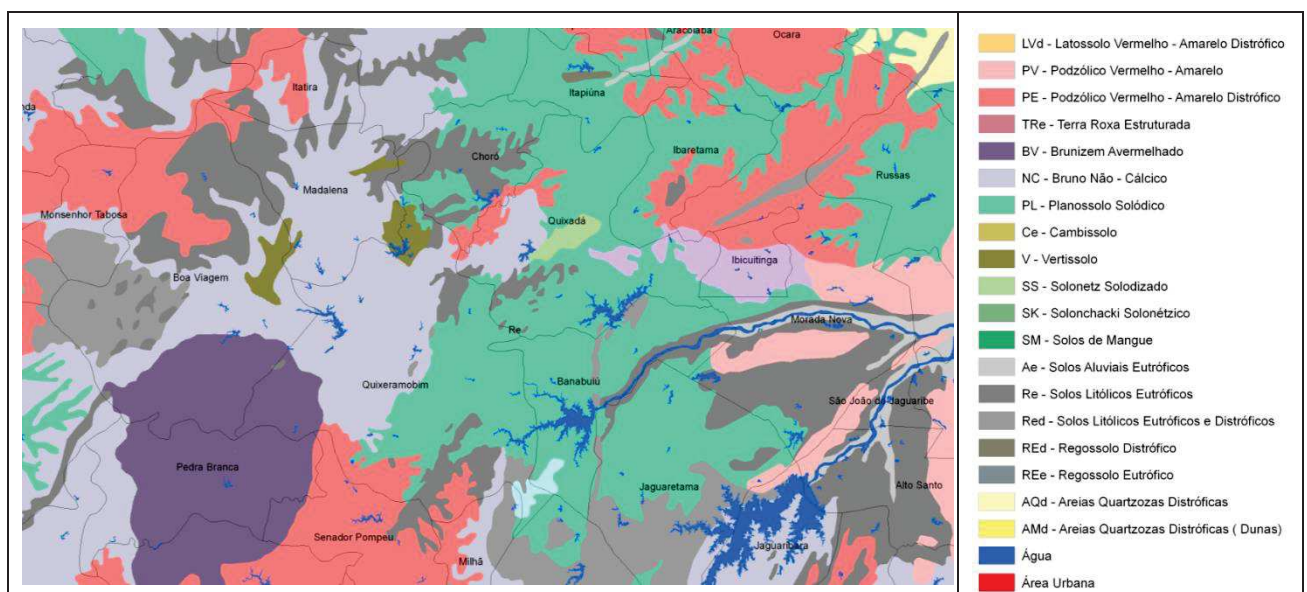 Aracoiaba
Ocara
Itatira
Itapiúna
nda
Choró
Ibaretama
Russas
Madalena
Monsenhor Tabosa
Quixadá
Ibicuitinga
Boa Viagem
Re
Morada Nova
Quixeramobim
Banabuiú
São João do Jaguaribe
Pedra Branca
Jaguaretama
Alto Santo
Senador Pompeu
Milhã
Jaguaribara
LVd - Latossolo Vermelho - Amarelo Distrófico
PV - Podzólico Vermelho - Amarelo
PE - Podzólico Vermelho - Amarelo Distrófico
TRe - Terra Roxa Estruturada
BV - Brunizem Avermelhado
NC - Bruno Não - Cálcico
PL - Planossolo Solódico
Ce - Cambissolo
V - Vertissolo
SS - Solonetz Solodizado
SK - Solonchacki Solonétzico
SM - Solos de Mangue
Ae - Solos Aluviais Eutróficos
Re - Solos Litólicos Eutróficos
Red - Solos Litólicos Eutróficos e Distróficos
REd - Regossolo Distrófico
REe - Regossolo Eutrófico
AQd - Areias Quartzozas Distróficas
AMd - Areias Quartzozas Distróficas ( Dunas)
Água
Área Urbana